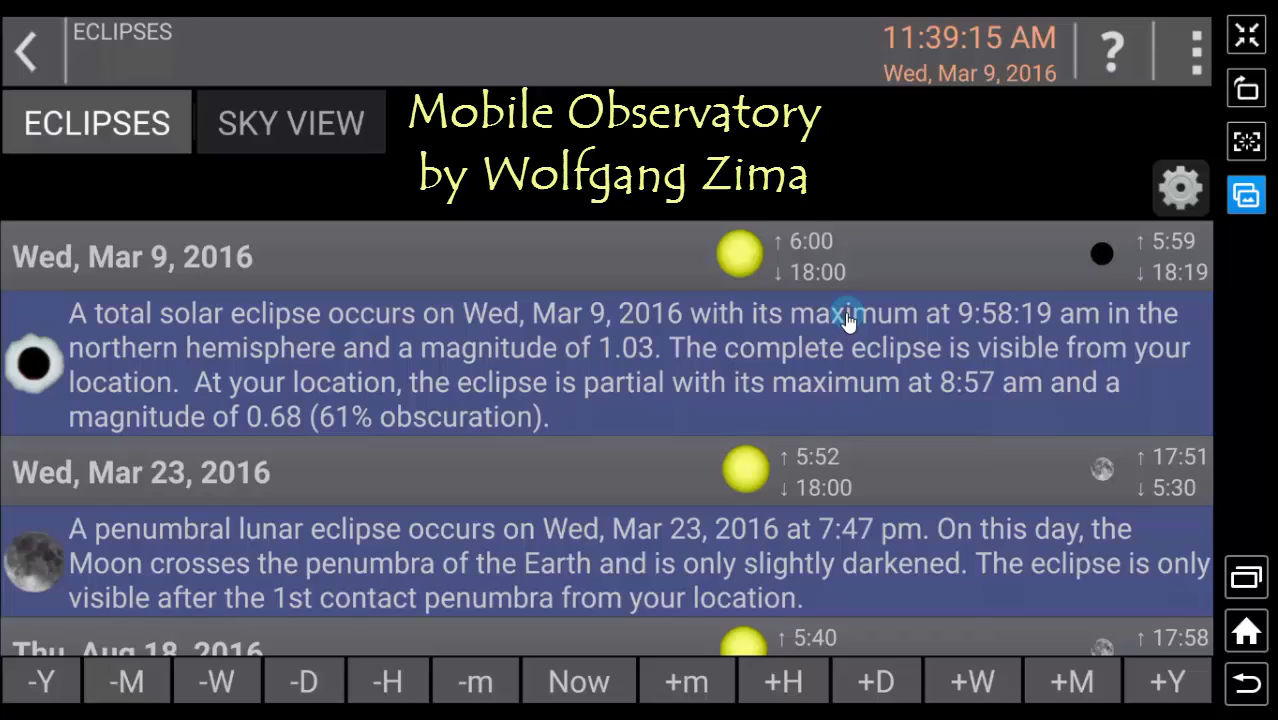 ECLIPSES
11:39:15 AM
Wed, Mar 9, 2016
?
ECLIPSES
SKY VIEW
Mobile Observatory
by Wolfgang Zima
Wed, Mar 9, 2016
↑ 6:00
↓ 18:00
↑ 5:59
↓ 18:19
A total solar eclipse occurs on Wed, Mar 9, 2016 with its maximum at 9:58:19 am in the
northern hemisphere and a magnitude of 1.03. The complete eclipse is visible from your
location. At your location, the eclipse is partial with its maximum at 8:57 am and a
magnitude of 0.68 (61% obscuration).
Wed, Mar 23, 2016
↑ 5:52
↓ 18:00
↑ 17:51
↓ 5:30
A penumbral lunar eclipse occurs on Wed, Mar 23, 2016 at 7:47 pm. On this day, the
Moon crosses the penumbra of the Earth and is only slightly darkened. The eclipse is only
visible after the 1st contact penumbra from your location.
Thu, Aug 18, 2016
↑ 5:40
↑ 17:58
-Y -M -W -D -H -m Now +m +H +D +W +M +Y